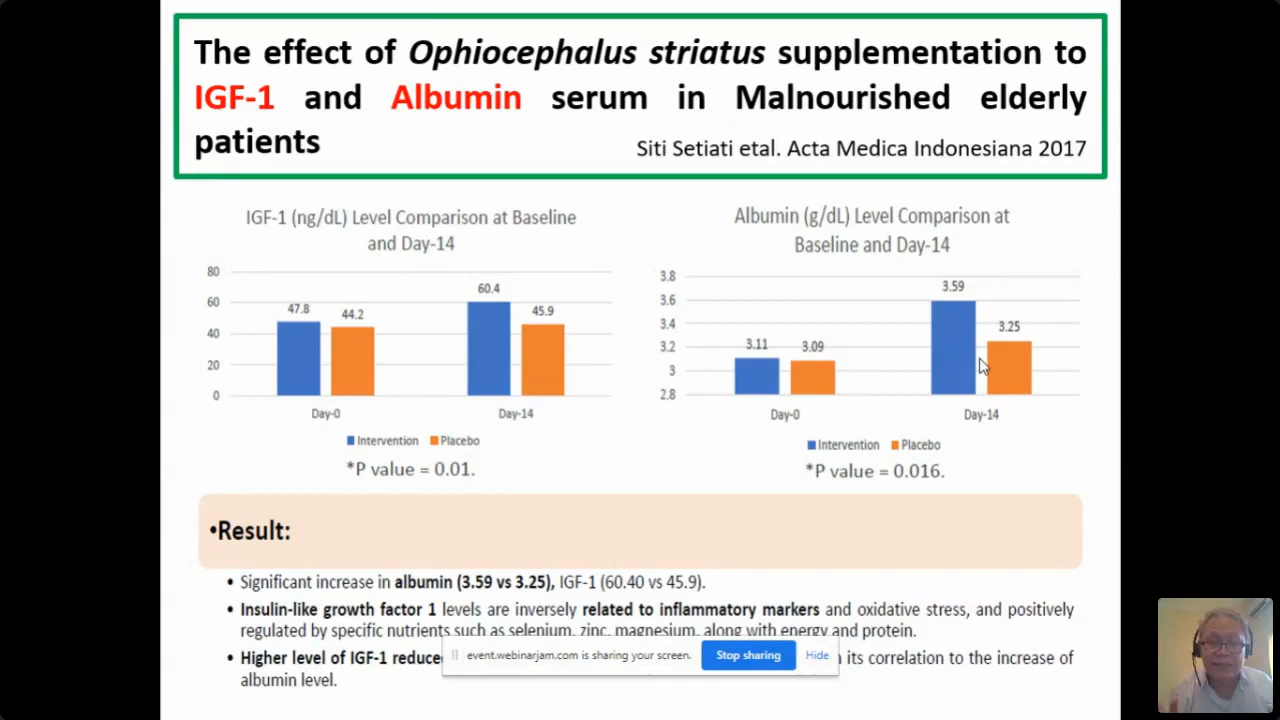 The effect of Ophiocephalus striatus supplementation to
IGF-1 and Albumin serum in Malnourished elderly
patients
Siti Setiati etal. Acta Medica Indonesiana 2017
IGF-1 (ng/dL) Level Comparison at Baseline
and Day-14
80
60
40
20
0
47.8
44.2
60.4
45.9
Day-0
Day-14
Intervention
Placebo
*P value = 0.01.
Albumin (g/dL) Level Comparison at
Baseline and Day-14
3.8
3.6
3.4
3.2
3
2.8
3.11
3.09
3.59
3.25
Day-0
Day-14
Intervention
Placebo
*P value = 0.016.
•Result:
• Significant increase in albumin (3.59 vs 3.25), IGF-1 (60.40 vs 45.9).
• Insulin-like growth factor 1 levels are inversely related to inflammatory markers and oxidative stress, and positively
regulated by specific nutrients such as selenium, zinc, magnesium, along with energy and protein.
• Higher level of IGF-1 reduce
its correlation to the increase of
albumin level.
event.webinarjam.com is sharing your screen.
Stop sharing
Hide